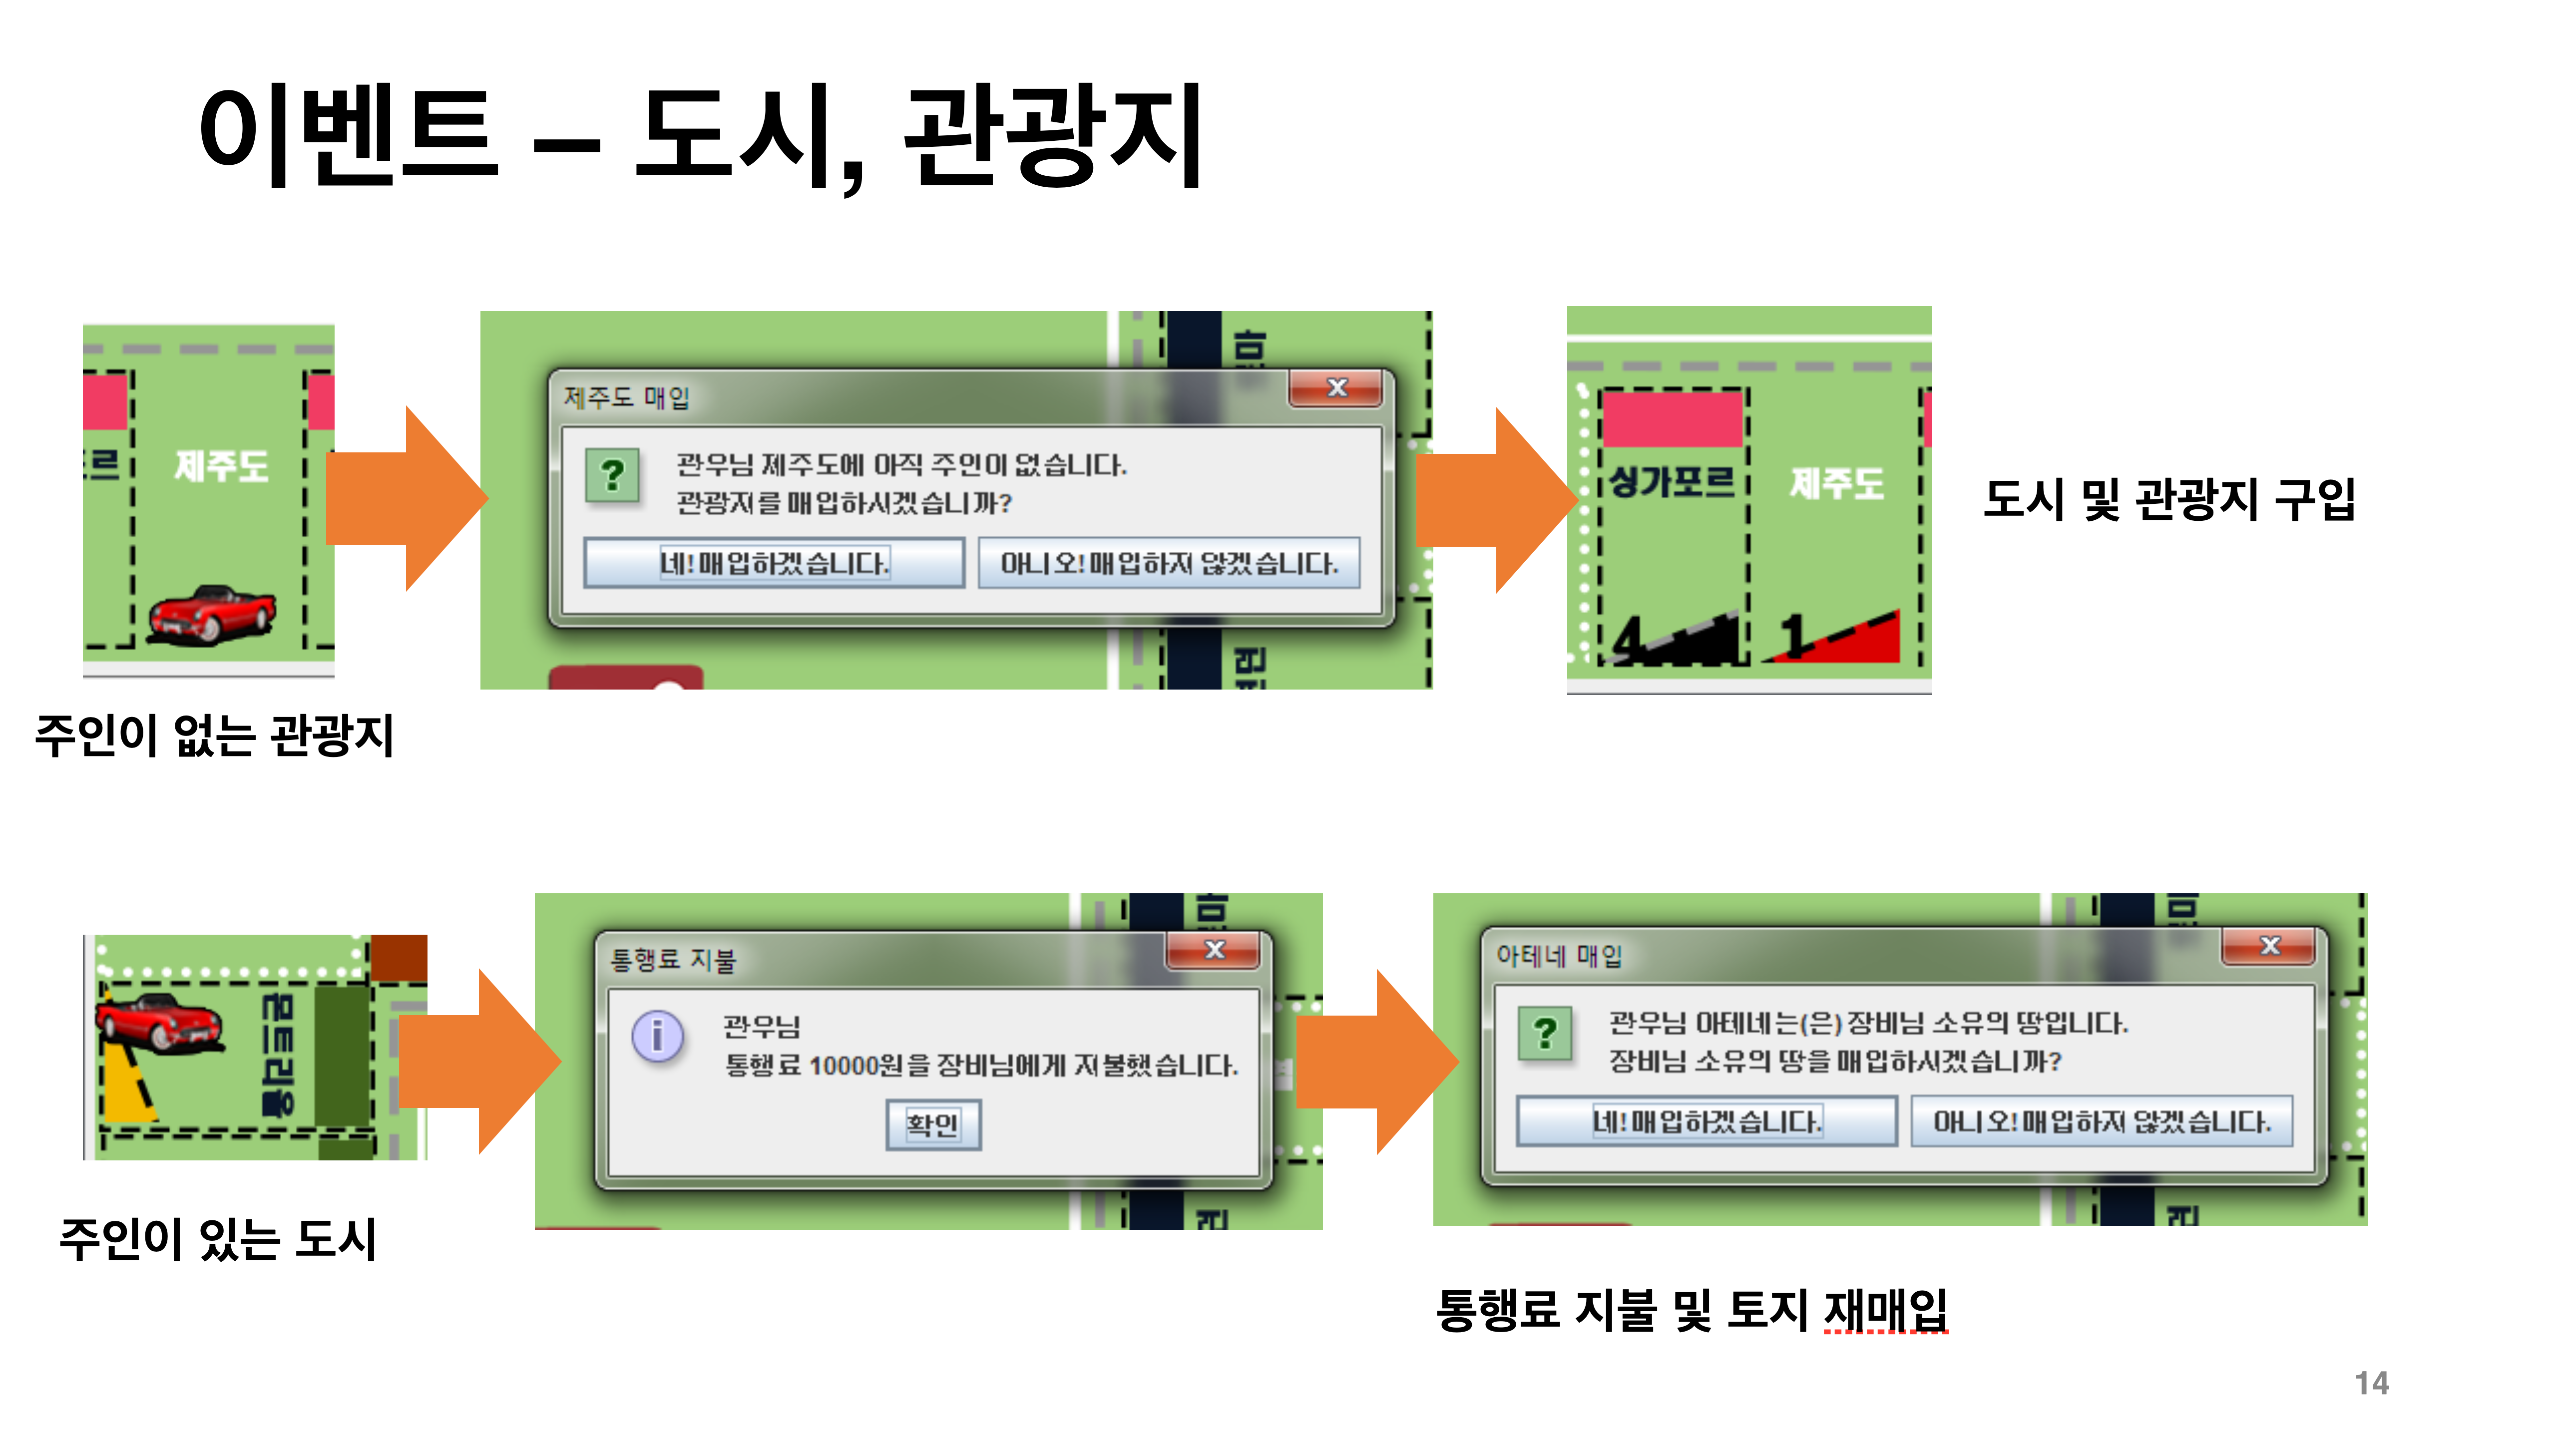 이벤트 – 도시, 관광지
제주도
제주도 매입
관우님 제주도에 아직 주인이 없습니다.
관광지를 매입하시겠습니까?
네! 매입하겠습니다.
아니오! 매입하지 않겠습니다.
싱가포르
제주도
4
1
도시 및 관광지 구입
주인이 없는 관광지
몬트리올
통행료 지불
관우님
통행료 10000원을 장비님에게 지불했습니다.
확인
아테네 매입
관우님 아테네는(은) 장비님 소유의 땅입니다.
장비님 소유의 땅을 매입하시겠습니까?
네! 매입하겠습니다.
아니오! 매입하지 않겠습니다.
주인이 있는 도시
통행료 지불 및 토지 재매입
14